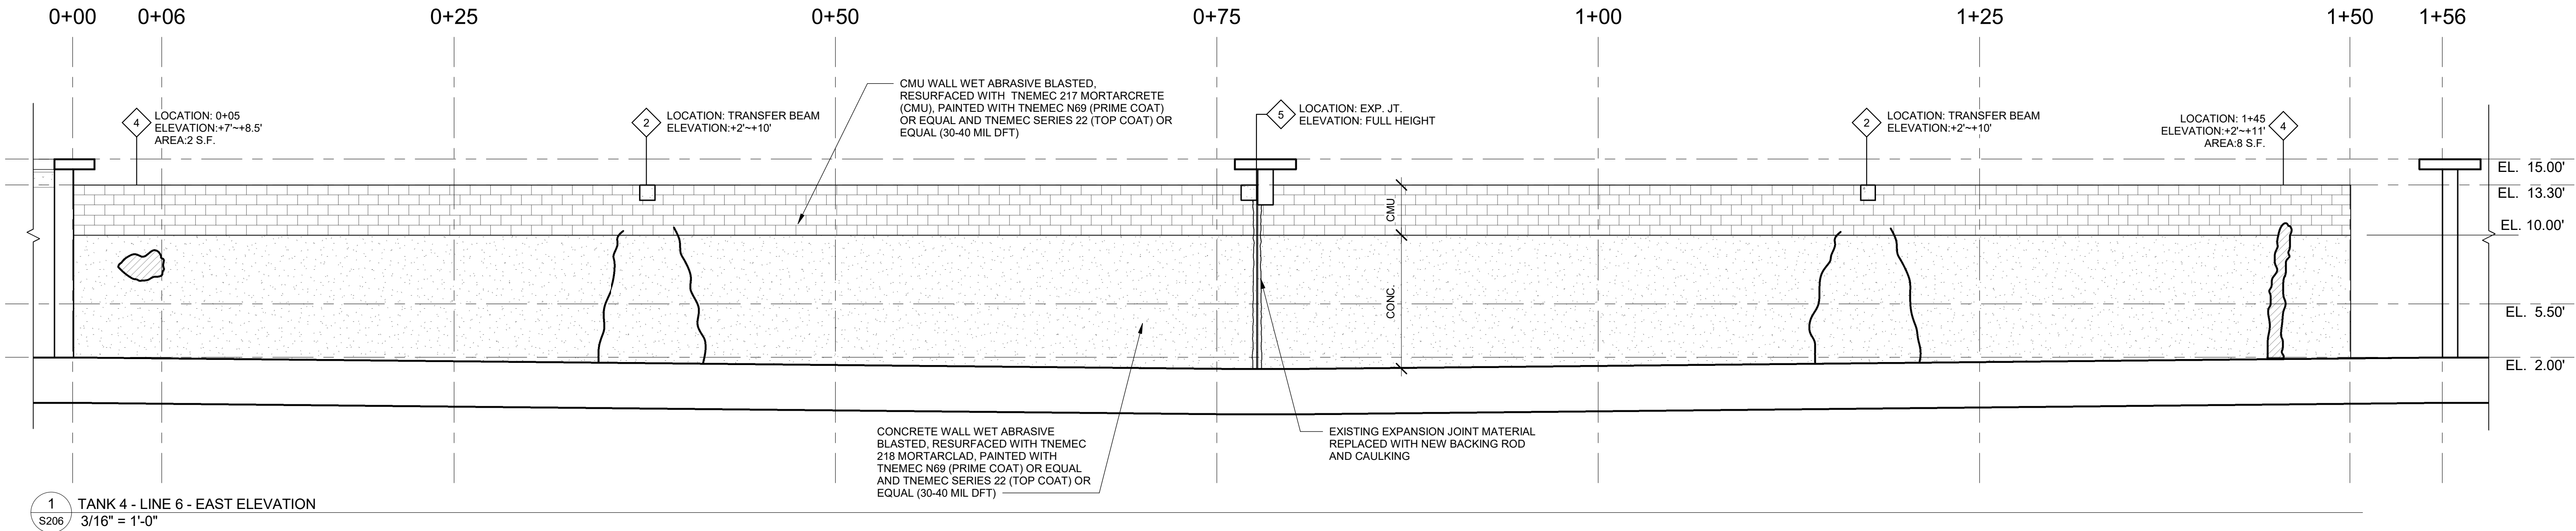 0+00
0+06
0+25
0+50
0+75
1+00
1+25
1+50
1+56
4
LOCATION: 0+05
ELEVATION:+7'~+8.5'
AREA:2 S.F.
2
LOCATION: TRANSFER BEAM
ELEVATION:+2'~+10'
CMU WALL WET ABRASIVE BLASTED,
RESURFACED WITH TNEMEC 217 MORTARCRETE
(CMU), PAINTED WITH TNEMEC N69 (PRIME COAT)
OR EQUAL AND TNEMEC SERIES 22 (TOP COAT) OR
EQUAL (30-40 MIL DFT)
5
LOCATION: EXP. JT.
ELEVATION: FULL HEIGHT
2
LOCATION: TRANSFER BEAM
ELEVATION:+2'~+10'
LOCATION: 1+45
ELEVATION:+2'~+11'
AREA:8 S.F.
4
EL. 15.00'
EL. 13.30'
EL. 10.00'
EL. 5.50'
EL. 2.00'
CMU
CONC.
CONCRETE WALL WET ABRASIVE
BLASTED, RESURFACED WITH TNEMEC
218 MORTARCLAD, PAINTED WITH
TNEMEC N69 (PRIME COAT) OR EQUAL
AND TNEMEC SERIES 22 (TOP COAT) OR
EQUAL (30-40 MIL DFT)
EXISTING EXPANSION JOINT MATERIAL
REPLACED WITH NEW BACKING ROD
AND CAULKING
1
S206
TANK 4 - LINE 6 - EAST ELEVATION
3/16" = 1'-0"